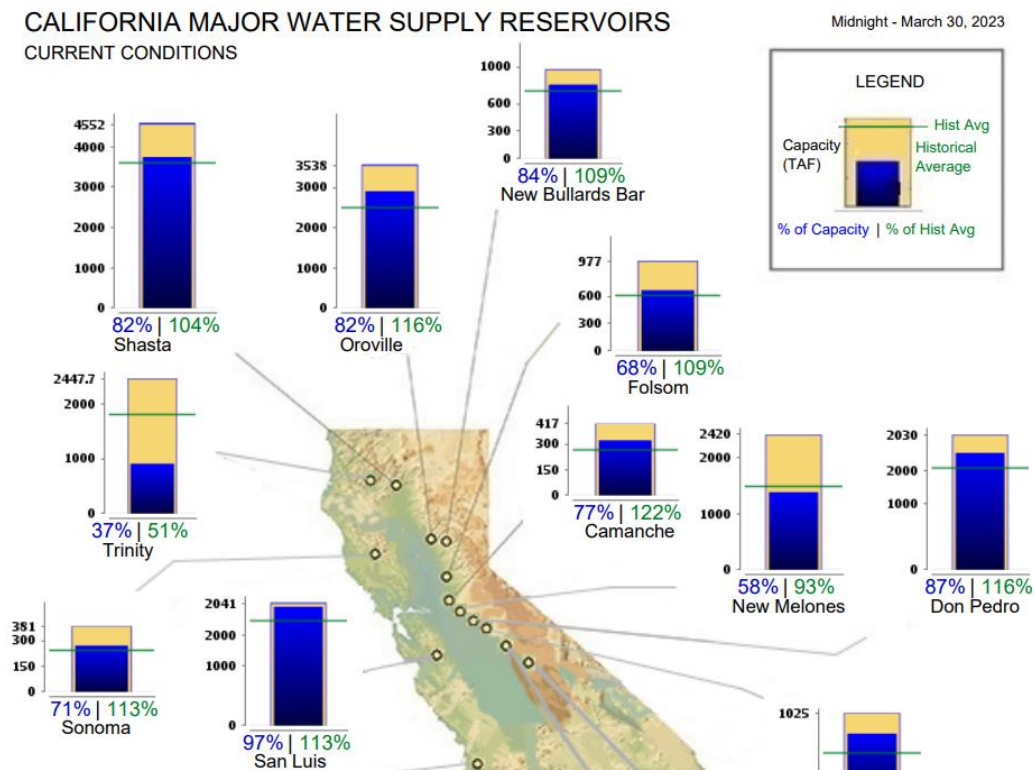 CALIFORNIA MAJOR WATER SUPPLY RESERVOIRS
Midnight - March 30, 2023
CURRENT CONDITIONS
LEGEND
Hist Avg
Capacity
(TAF)
Historical
Average
% of Capacity | % of Hist Avg
1000
600
300
0
84% | 109%
New Bullards Bar
4552
4000
3000
2000
1000
0
82% | 104%
Shasta
3538
3000
2000
1000
0
82% | 116%
Oroville
977
600
300
0
68% | 109%
Folsom
2447.7
2000
1000
0
37% | 51%
Trinity
417
300
150
0
77% | 122%
Camanche
2420
2000
1000
0
58% | 93%
New Melones
2030
2000
1000
0
87% | 116%
Don Pedro
381
300
150
0
71% | 113%
Sonoma
2041
2000
1000
0
97% | 113%
San Luis
1025